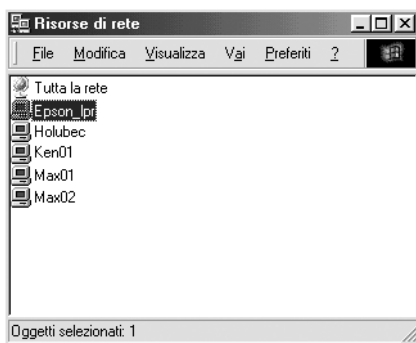 Risorse di rete
File Modifica Visualizza Vai Preferiti ?
Tutta la rete
Epson_lpr
Holubec
Ken01
Max01
Max02
Oggetti selezionati: 1